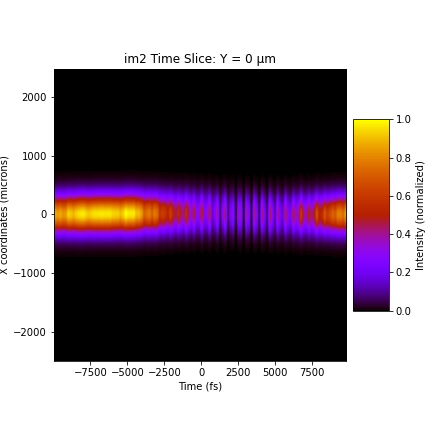 im2 Time Slice: Y = 0 μm
X coordinates (microns)
2000
1000
0
−1000
−2000
−7500 −5000 −2500 0 2500 5000 7500
Time (fs)
1.0
0.8
0.6
0.4
0.2
0.0
Intensity (normalized)